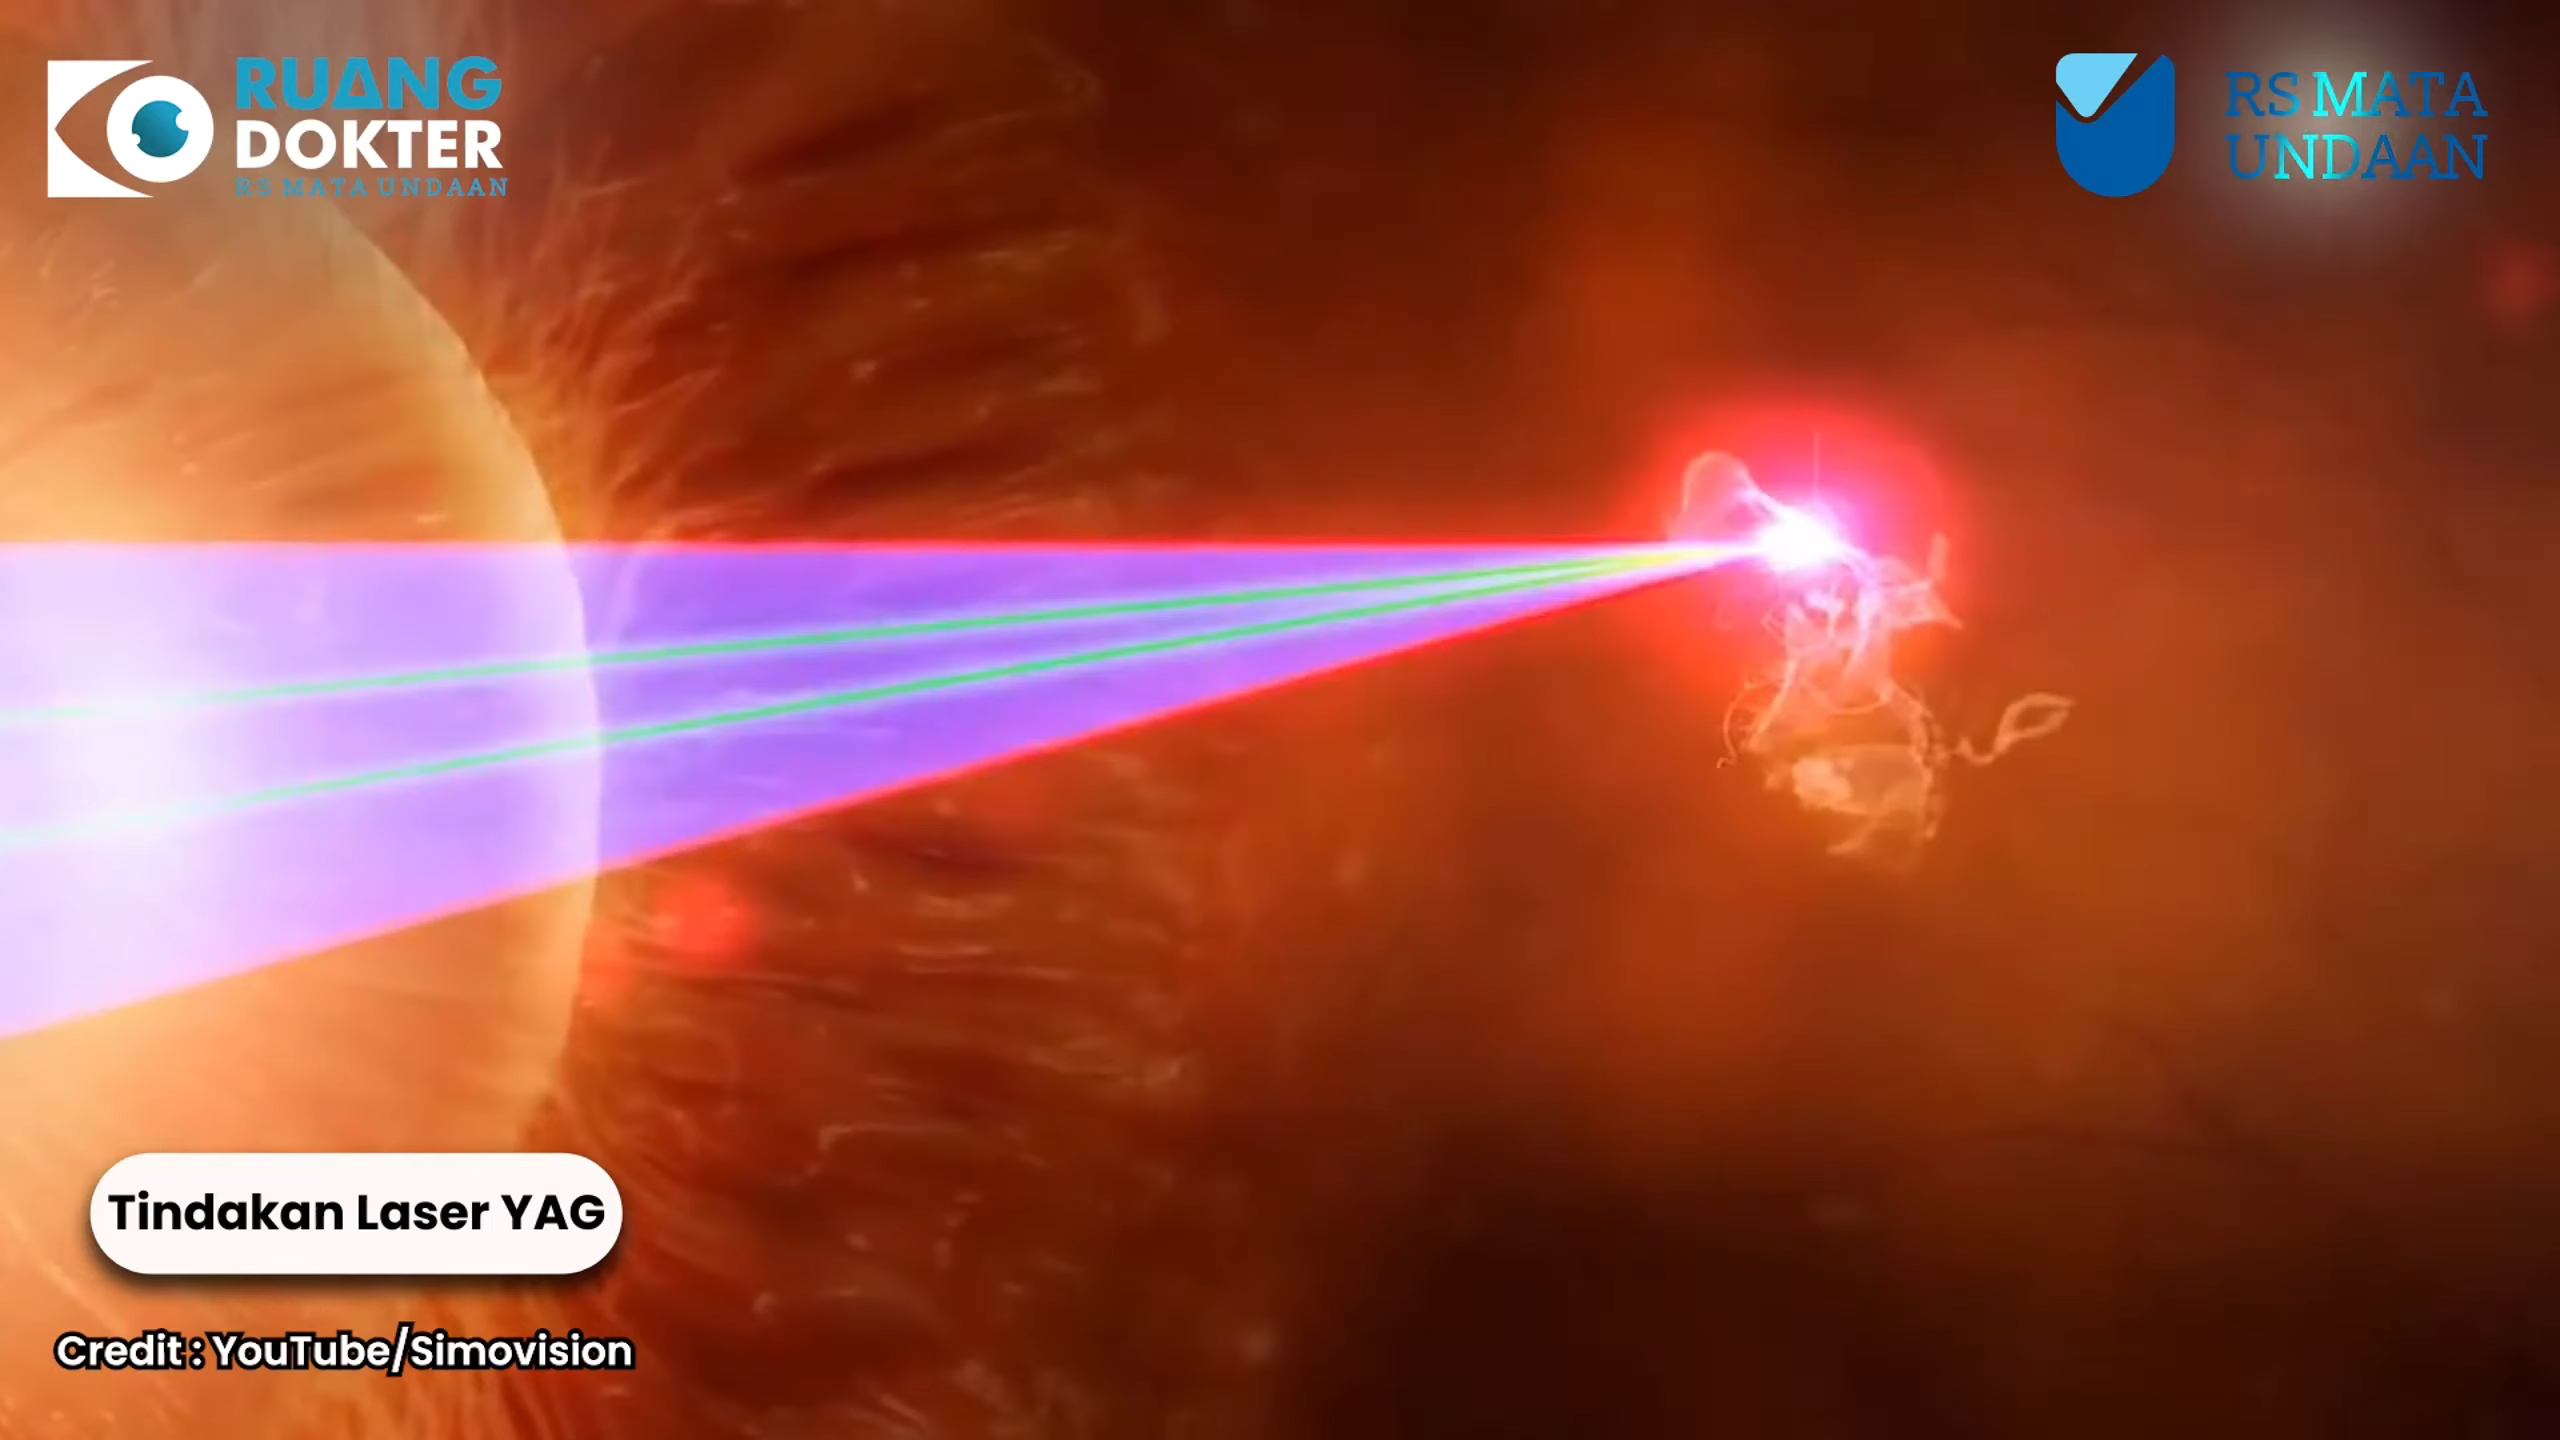 RUANG
DOKTER
RS MATA UNDAAN
RS MATA
UNDAAN
Tindakan Laser YAG
Credit : YouTube/Simovision